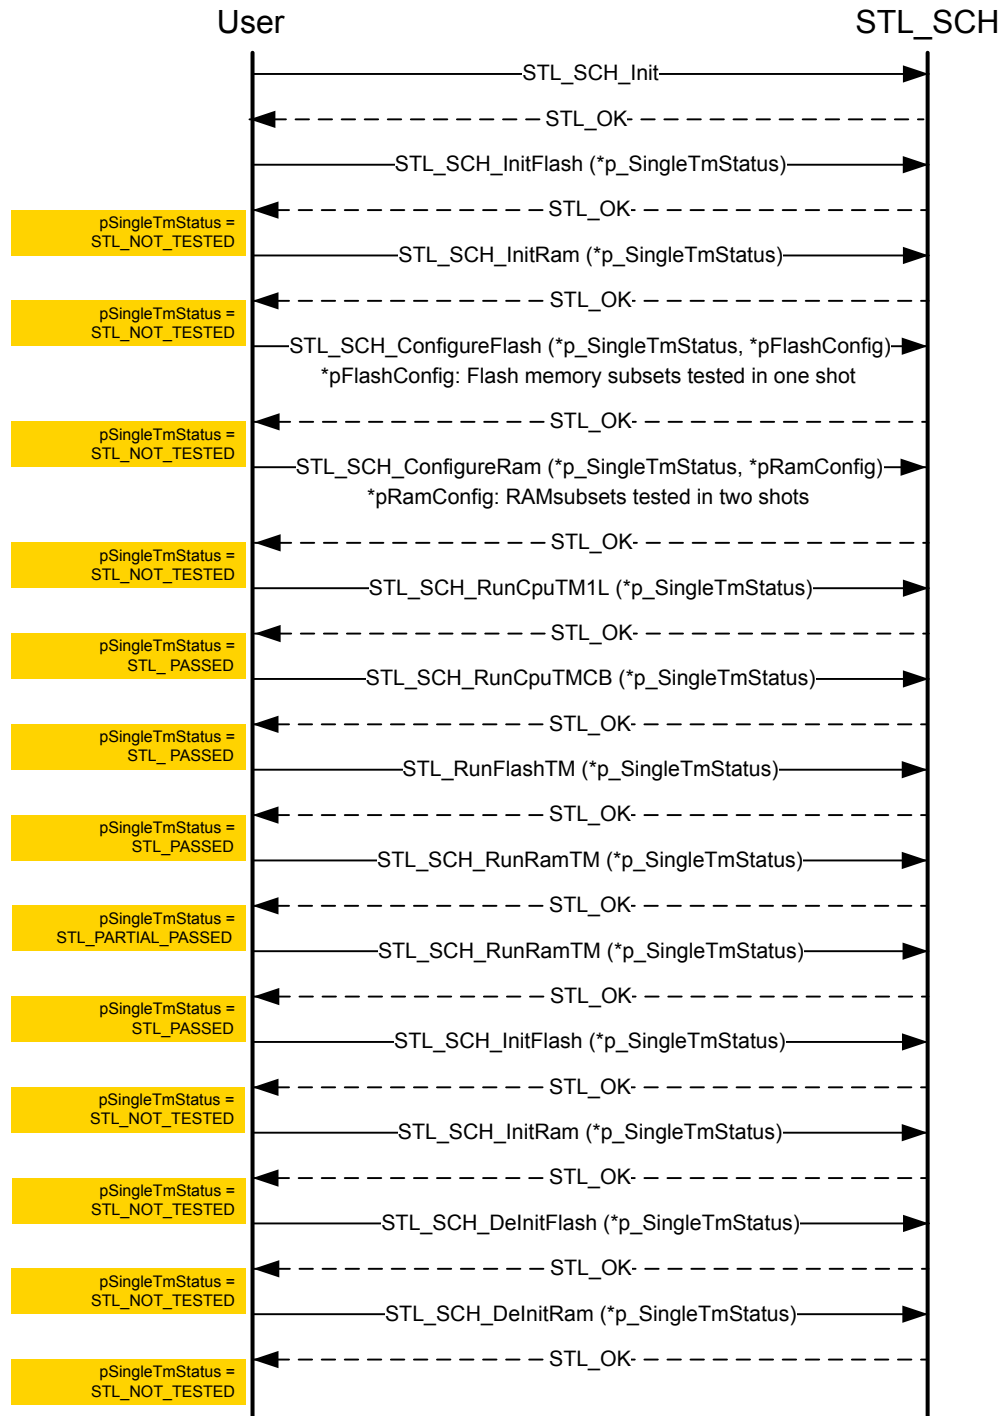 User
STL_SCH
STL_SCH_Init
STL_OK
STL_SCH_InitFlash (*p_SingleTmStatus)
STL_OK
pSingleTmStatus =
STL_NOT_TESTED
STL_SCH_InitRam (*p_SingleTmStatus)
STL_OK
pSingleTmStatus =
STL_NOT_TESTED
STL_SCH_ConfigureFlash (*p_SingleTmStatus, *pFlashConfig)
*pFlashConfig: Flash memory subsets tested in one shot
STL_OK
pSingleTmStatus =
STL_NOT_TESTED
STL_SCH_ConfigureRam (*p_SingleTmStatus, *pRamConfig)
*pRamConfig: RAMsubsets tested in two shots
STL_OK
pSingleTmStatus =
STL_NOT_TESTED
STL_SCH_RunCpuTM1L (*p_SingleTmStatus)
STL_OK
pSingleTmStatus =
STL_ PASSED
STL_SCH_RunCpuTMCB (*p_SingleTmStatus)
STL_OK
pSingleTmStatus =
STL_ PASSED
STL_RunFlashTM (*p_SingleTmStatus)
STL_OK
pSingleTmStatus =
STL_PASSED
STL_SCH_RunRamTM (*p_SingleTmStatus)
STL_OK
pSingleTmStatus =
STL_PARTIAL_PASSED
STL_SCH_RunRamTM (*p_SingleTmStatus)
STL_OK
pSingleTmStatus =
STL_PASSED
STL_SCH_InitFlash (*p_SingleTmStatus)
STL_OK
pSingleTmStatus =
STL_NOT_TESTED
STL_SCH_InitRam (*p_SingleTmStatus)
STL_OK
pSingleTmStatus =
STL_NOT_TESTED
STL_SCH_DeInitFlash (*p_SingleTmStatus)
STL_OK
pSingleTmStatus =
STL_NOT_TESTED
STL_SCH_DeInitRam (*p_SingleTmStatus)
STL_OK
pSingleTmStatus =
STL_NOT_TESTED